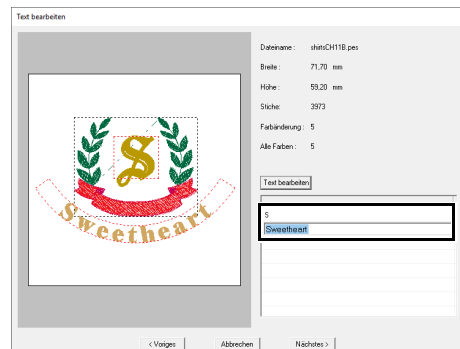 Text bearbeiten
Dateiname : shirtsCH11B.pes
Breite : 71,70 mm
Höhe : 59,20 mm
Stiche: 3973
Farbänderung : 5
Alle Farben : 5
S
Sweetheart
Text bearbeiten
S
Sweetheart
< Voriges
Abbrechen
Nächstes >